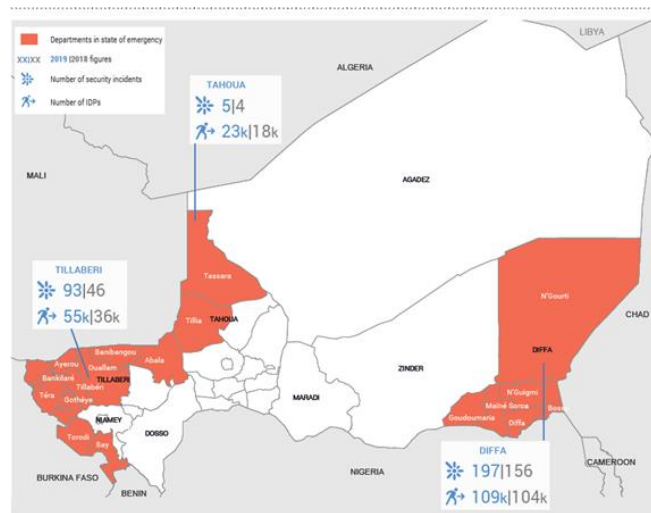 Departments in state of emergency
XX|XX 2019 |2018 figures
Number of security incidents
Number of IDPs
LIBYA
ALGERIA
TAHOUA
5|4
23k|18k
MALI
AGADEZ
Tassara
TILLABERI
93|46
55k|36k
N'Gourti
CHAD
Tillia
TAHOUA
Banibangou
Abala
Ayerou
Ouallam
DIFFA
Bankilaré
TILLABERI
Tillabéri
Téra
Gothèye
ZINDER
MARADI
N'Guigmi
Maïné Soroa
Bosso
Goudoumaria
Diffa
NIAMEY
DOSSO
Torodi
Say
DIFFA
197|156
109k|104k
NIGERIA
CAMEROON
BURKINA FASO
BENIN